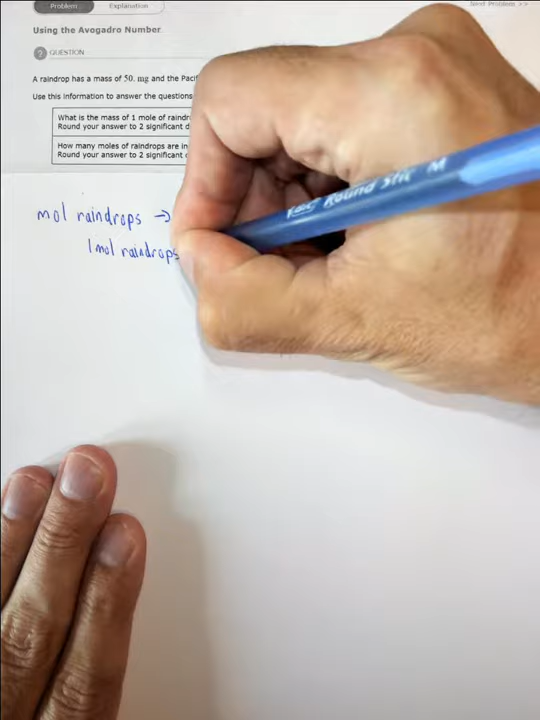 Problem Explanation
Next Problem >>
Using the Avogadro Number
? QUESTION
A raindrop has a mass of 50. mg and the
Use this information to answer the questions
What is the mass of 1 mole of
Round your answer to 2 significant
How many moles of raindrops are in
Round your answer to 2 significant
mol raindrops →
1 mol raindrops
Round Stic M